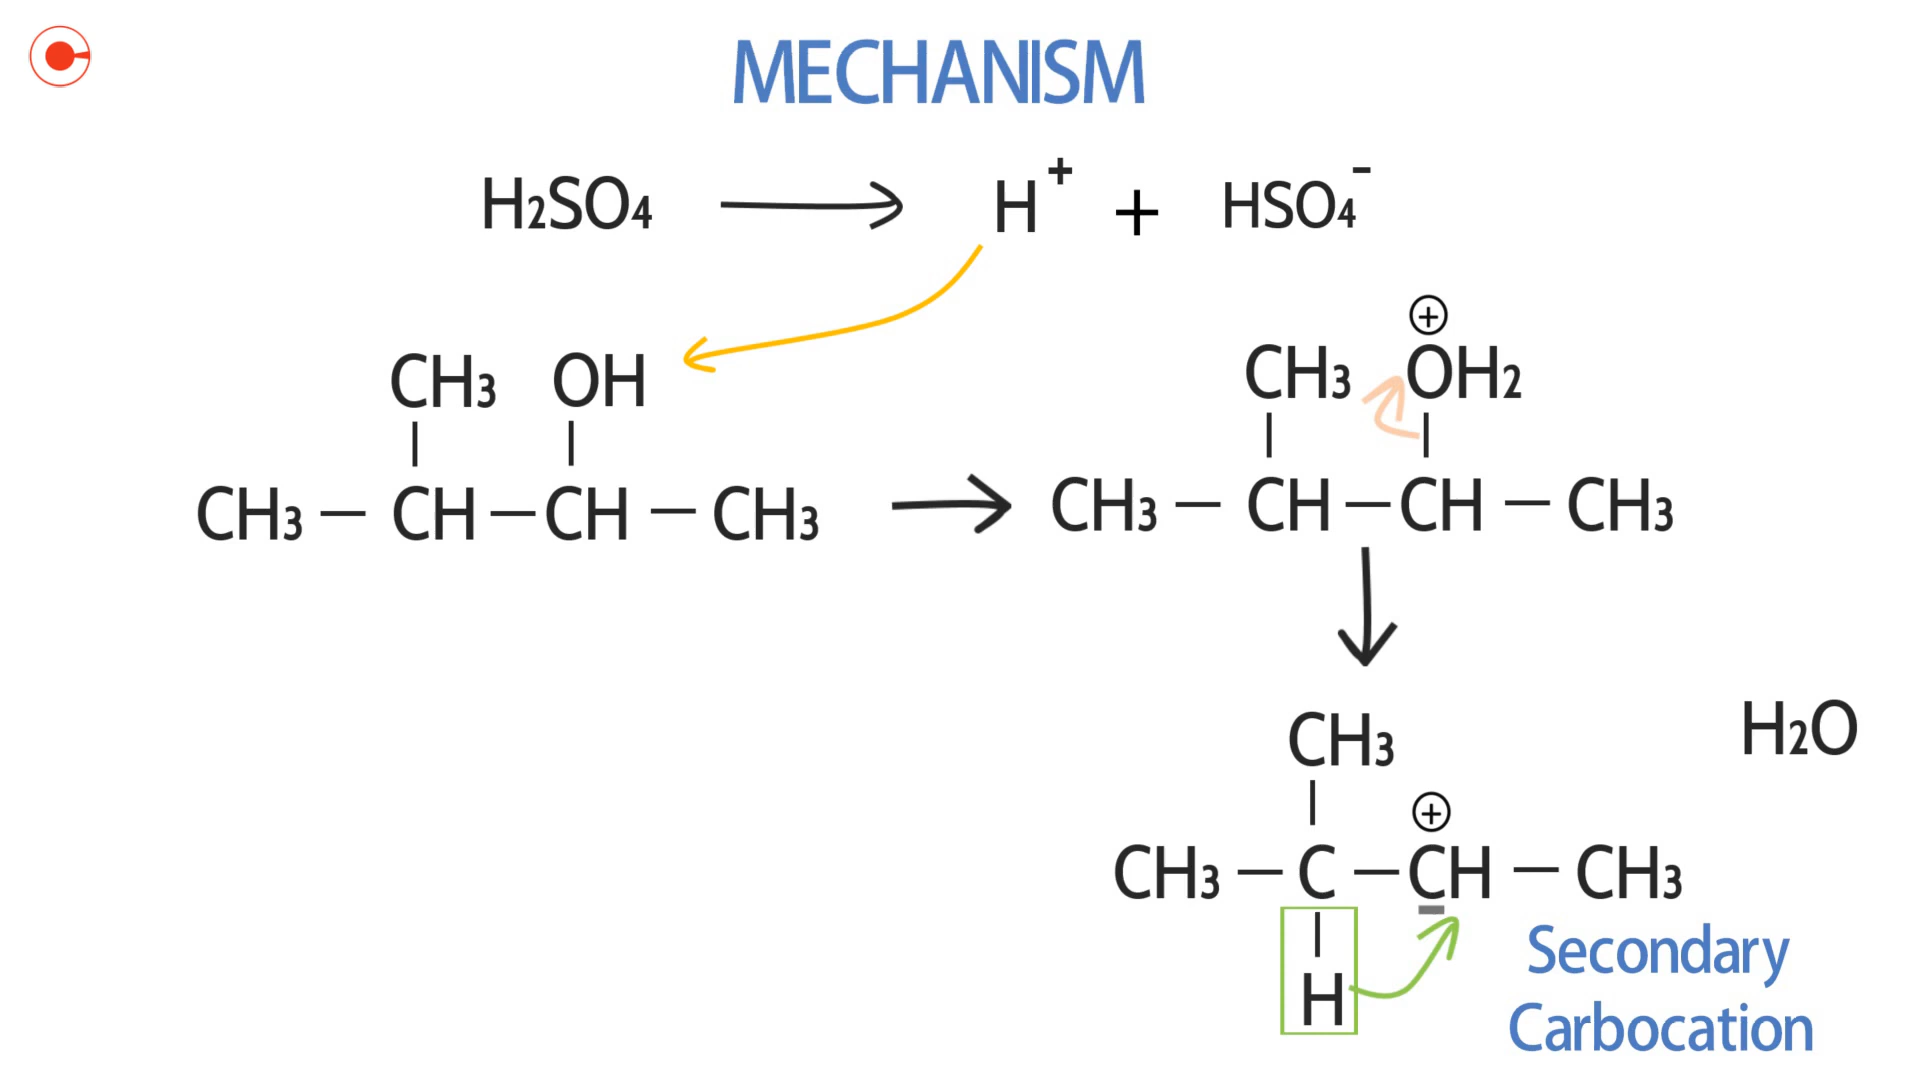 MECHANISM
H2SO4 ⟶ H+ + HSO4−
CH3 OH
CH3 — CH — CH — CH3
⊕
CH3 OH2
CH3 — CH — CH — CH3
CH3
H2O
⊕
CH3 — C — CH — CH3
H
Secondary
Carbocation